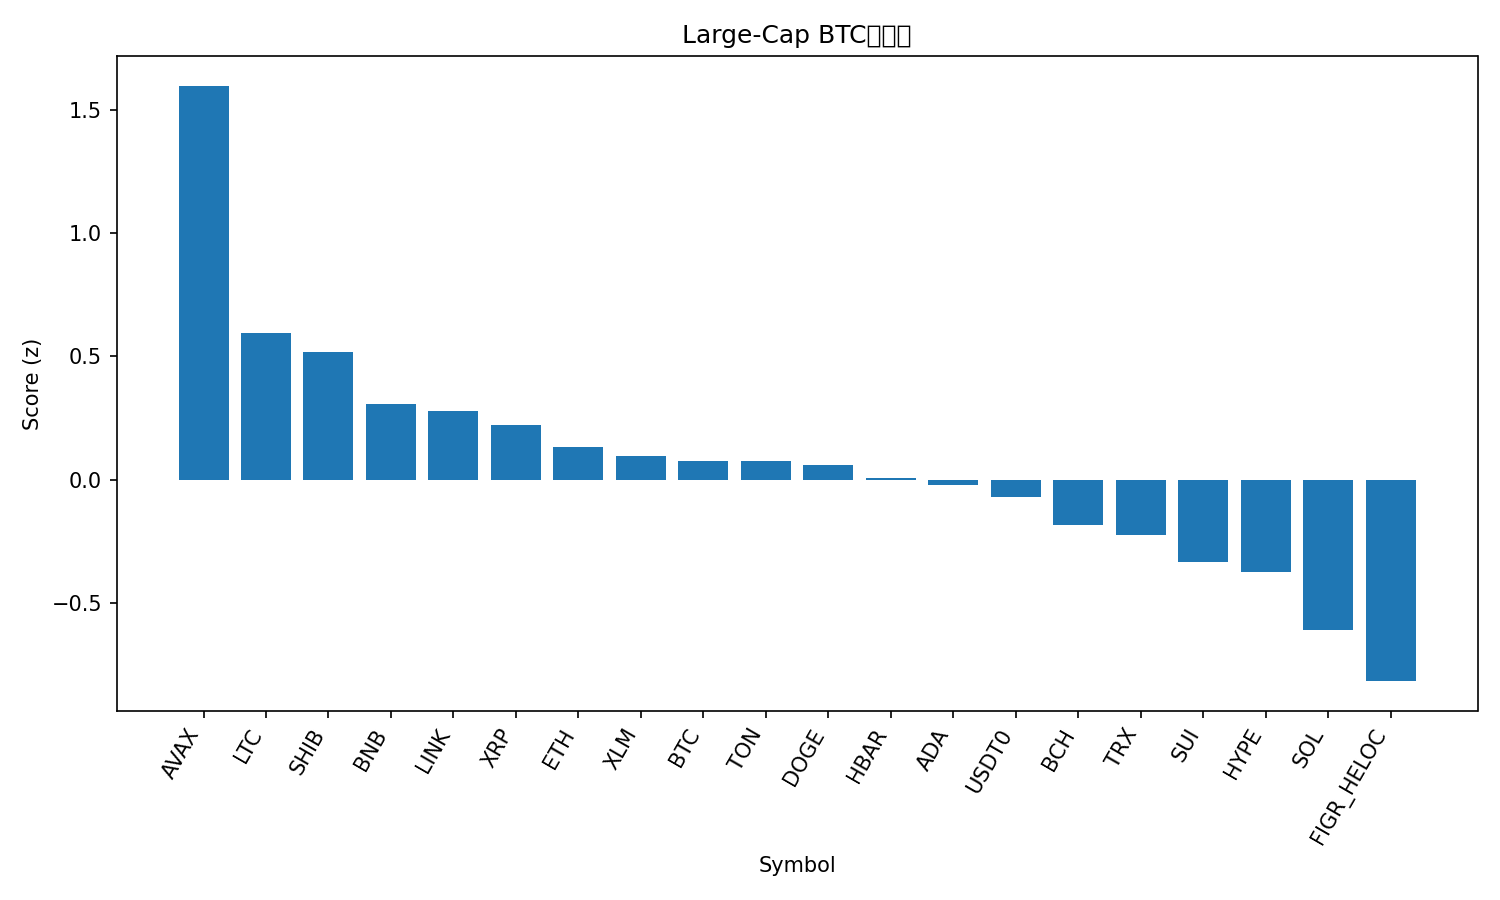 Large-Cap BTC
1.5
1.0
0.5
0.0
−0.5
Score (z)
AVAX
LTC
SHIB
BNB
LINK
XRP
ETH
XLM
BTC
TON
DOGE
HBAR
ADA
USDT0
BCH
TRX
SUI
HYPE
SOL
FIGR_HELOC
Symbol